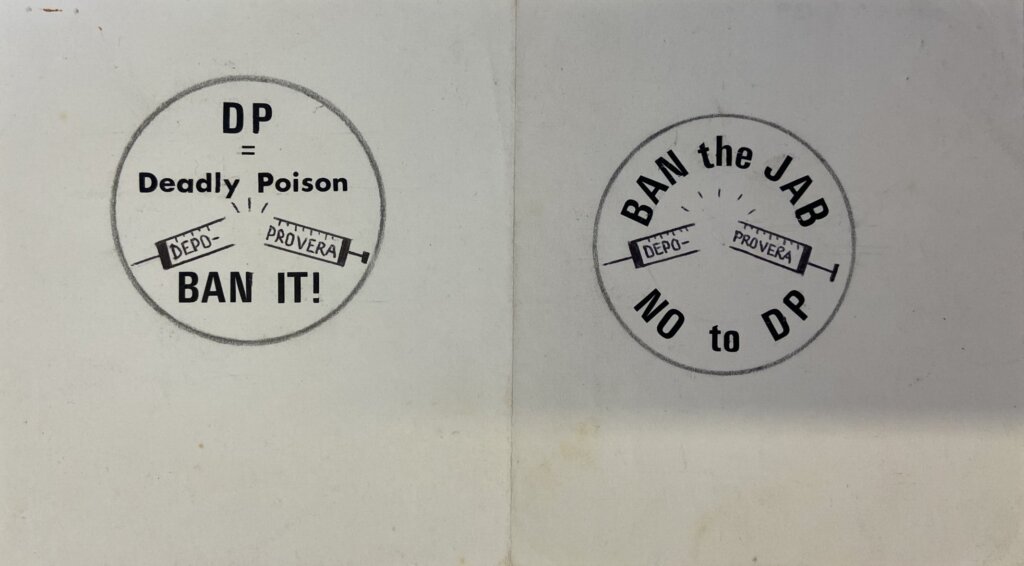 DP
=
Deadly Poison
DEPO- PROVERA
BAN IT!
BAN the JAB
DEPO- PROVERA
NO to DP